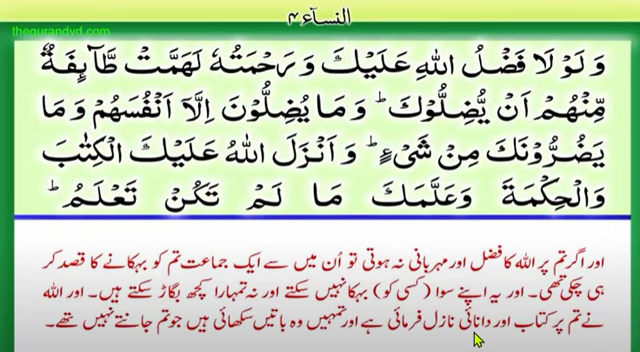 النسآء ٤
thequrandvd.com
وَ لَوْ لَا فَضْلُ اللّٰهِ عَلَيْكَ وَ رَحْمَتُهٗ لَهَمَّتْ طَّآىِٕفَةٌ
مِّنْهُمْ اَنْ يُّضِلُّوْكَ ؕ وَ مَا يُضِلُّوْنَ اِلَّاۤ اَنْفُسَهُمْ وَ مَا
يَضُرُّوْنَكَ مِنْ شَیْءٍ ؕ وَ اَنْزَلَ اللّٰهُ عَلَيْكَ الْكِتٰبَ
وَالْحِكْمَةَ وَعَلَّمَكَ مَا لَمْ تَكُنْ تَعْلَمُ ؕ
اور اگر تم پر اللہ کا فضل اور مہربانی نہ ہوتی تو اُن میں سے ایک جماعت تم کو بہکانے کا قصد کر
ہی چکی تھی۔ اور یہ اپنے سوا (کسی کو) بہکا نہیں سکتے اور نہ تمہارا کچھ بگاڑ سکتے ہیں۔ اور اللہ
نے تم پر کتاب اور دانائی نازل فرمائی ہے اور تمہیں وہ باتیں سکھائی ہیں جو تم جانتے نہیں تھے۔